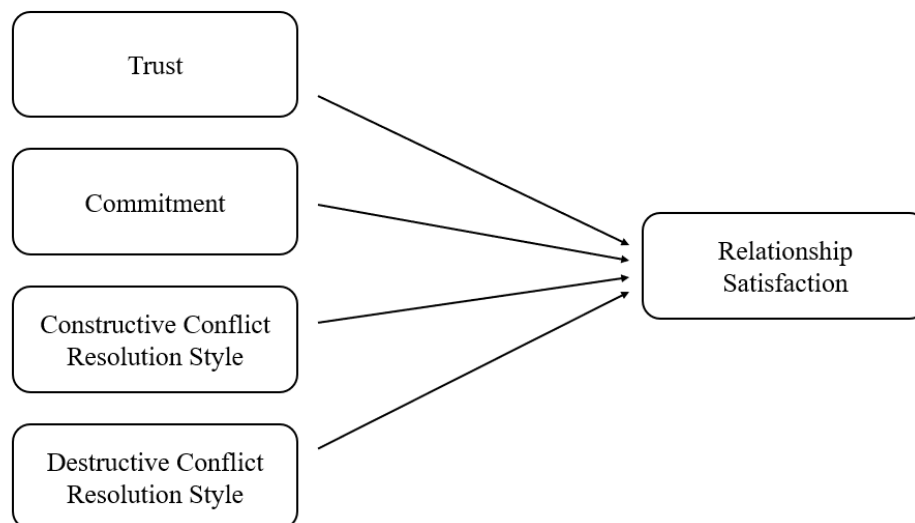 Trust
Commitment
Constructive Conflict
Resolution Style
Destructive Conflict
Resolution Style
Relationship
Satisfaction